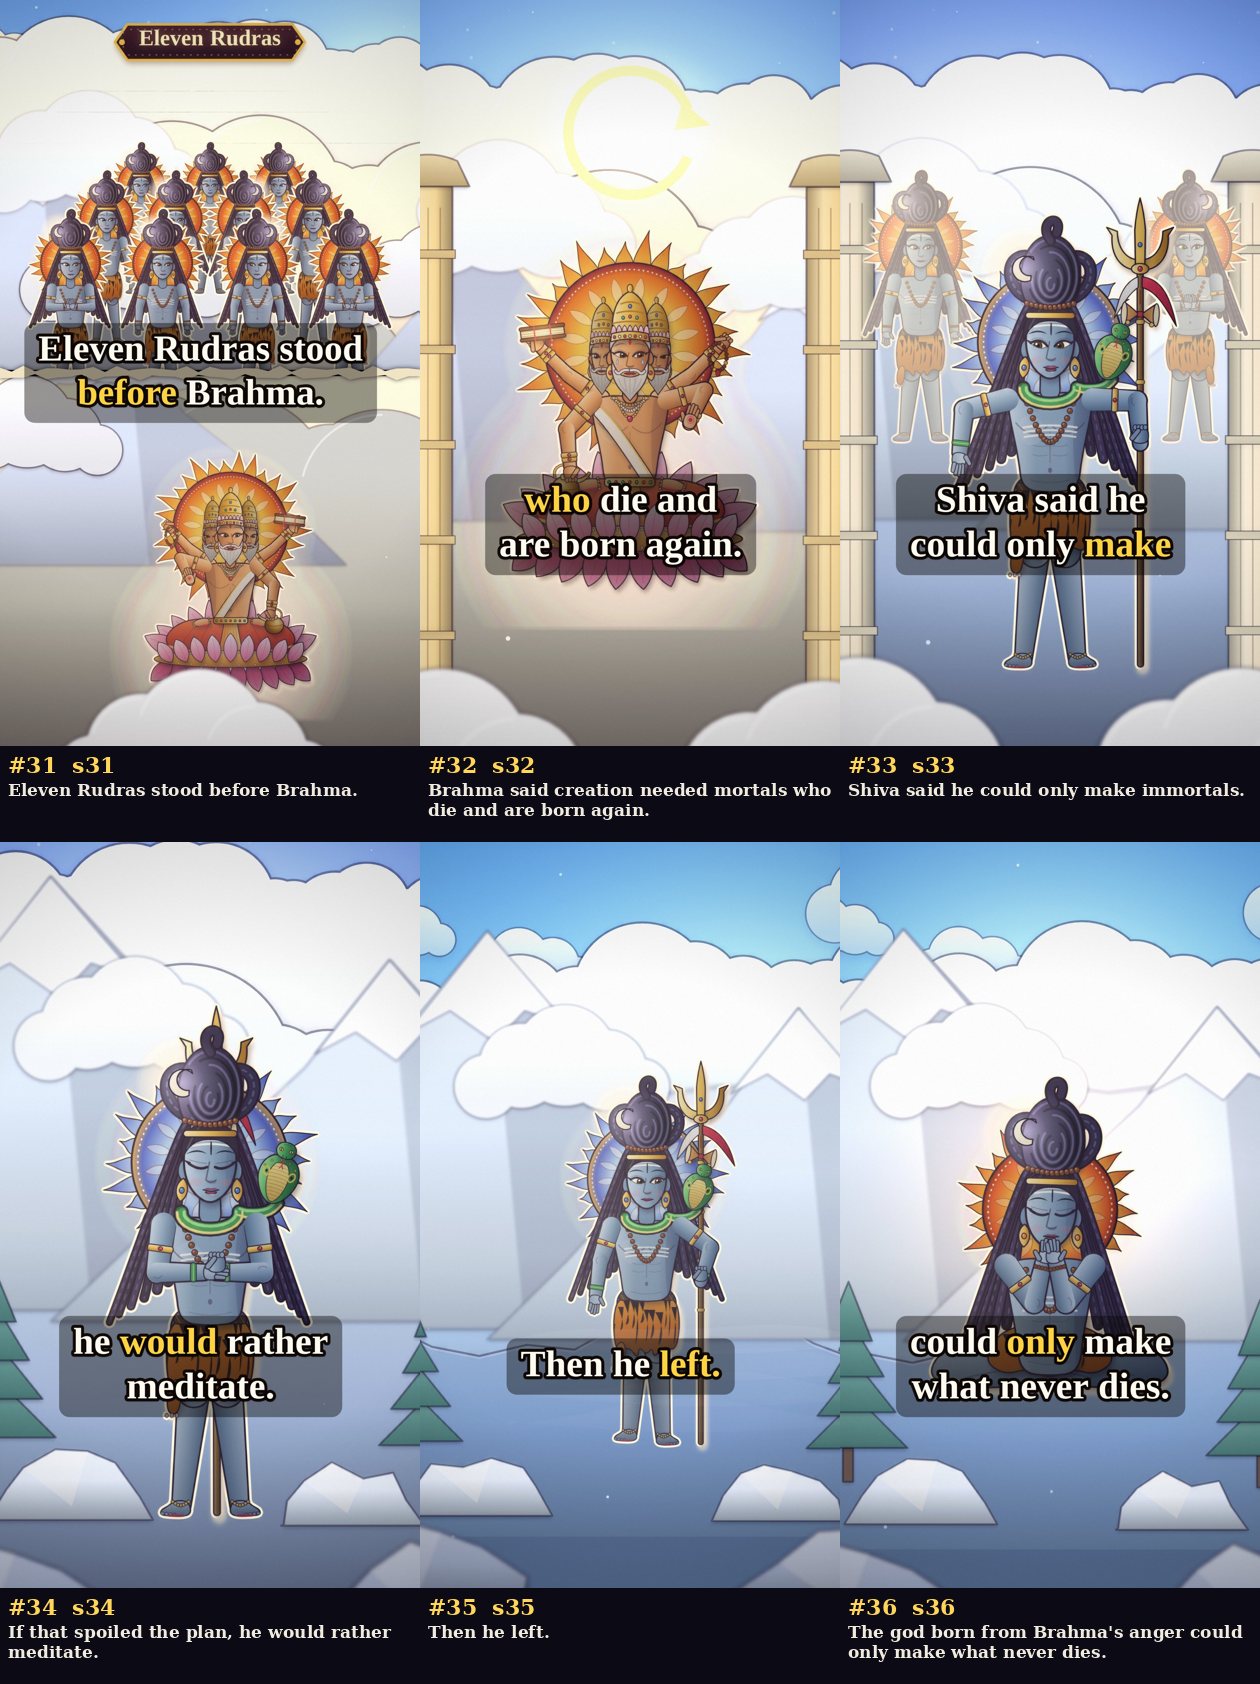 Eleven Rudras
Eleven Rudras stood
before Brahma.
#31 s31
Eleven Rudras stood before Brahma.
who die and
are born again.
#32 s32
Brahma said creation needed mortals who
die and are born again.
Shiva said he
could only make
#33 s33
Shiva said he could only make immortals.
he would rather
meditate.
#34 s34
If that spoiled the plan, he would rather
meditate.
Then he left.
#35 s35
Then he left.
could only make
what never dies.
#36 s36
The god born from Brahma's anger could
only make what never dies.